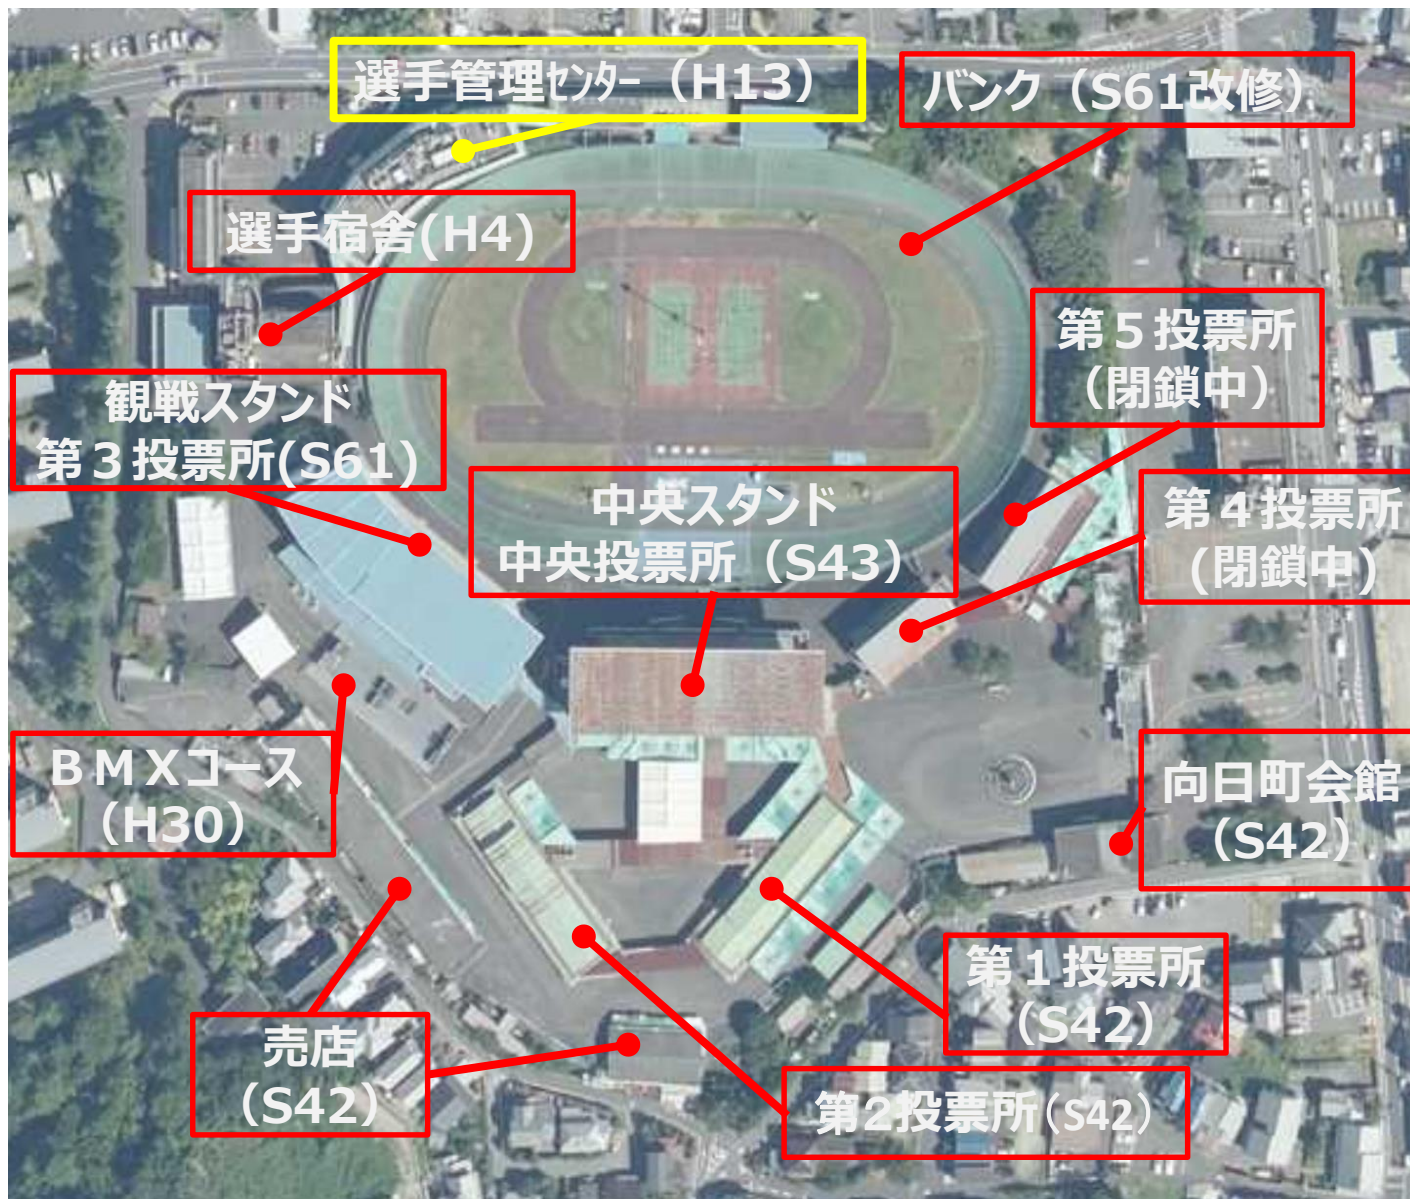 選手管理センター（H13）
バンク（S61改修）
選手宿舎(H4)
第５投票所
（閉鎖中）
観戦スタンド
第３投票所(S61)
中央スタンド
中央投票所（S43）
第４投票所
(閉鎖中)
ＢＭＸコース
（H30）
向日町会館
（S42）
第１投票所
（S42）
売店
（S42）
第2投票所（S42）